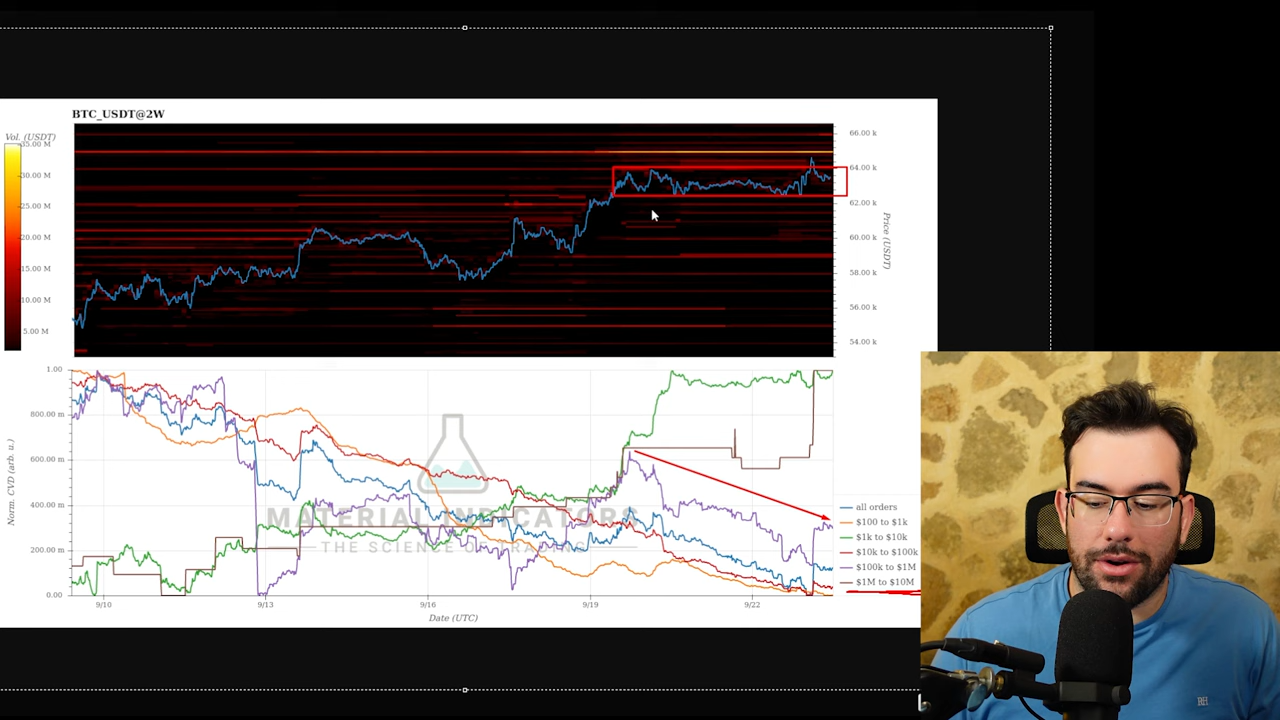 BTC_USDT@2W
Vol. (USDT)
35.00 M
30.00 M
25.00 M
20.00 M
15.00 M
10.00 M
5.00 M
66.00 k
64.00 k
62.00 k
60.00 k
58.00 k
56.00 k
54.00 k
Price (USDT)
1.00
800.00 m
600.00 m
400.00 m
200.00 m
0.00
Norm. CVD (arb. u.)
MATERIAL INDICATORS
THE SCIENCE OF TRADING
all orders
$100 to $1k
$1k to $10k
$10k to $100k
$100k to $1M
$1M to $10M
9/10
9/13
9/16
9/19
9/22
Date (UTC)